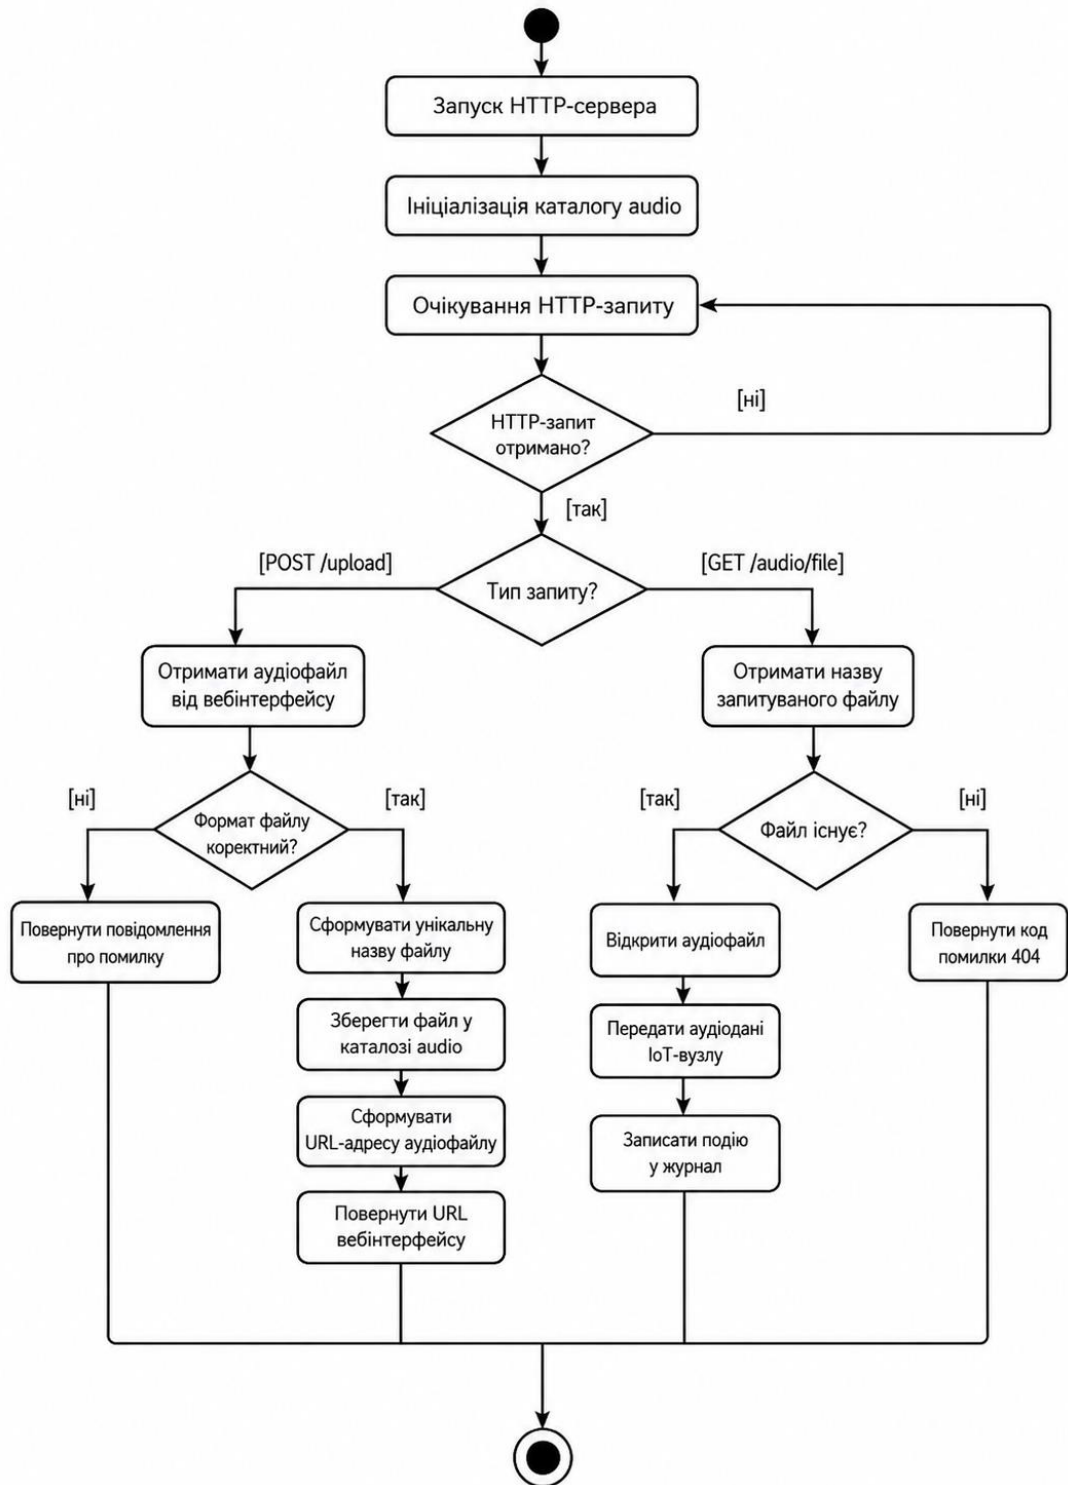 Запуск HTTP-сервера
Ініціалізація каталогу audio
Очікування HTTP-запиту
[ні]
HTTP-запит
отримано?
[так]
[POST /upload]
[GET /audio/file]
Тип запиту?
Отримати аудіофайл
від вебінтерфейсу
Отримати назву
запитуваного файлу
[ні]
[так]
[так]
[ні]
Формат файлу
коректний?
Файл існує?
Повернути повідомлення
про помилку
Сформувати унікальну
назву файлу
Відкрити аудіофайл
Повернути код
помилки 404
Зберегти файл у
каталозі audio
Передати аудіодані
IoT-вузлу
Сформувати
URL-адресу аудіофайлу
Записати подію
у журнал
Повернути URL
вебінтерфейсу